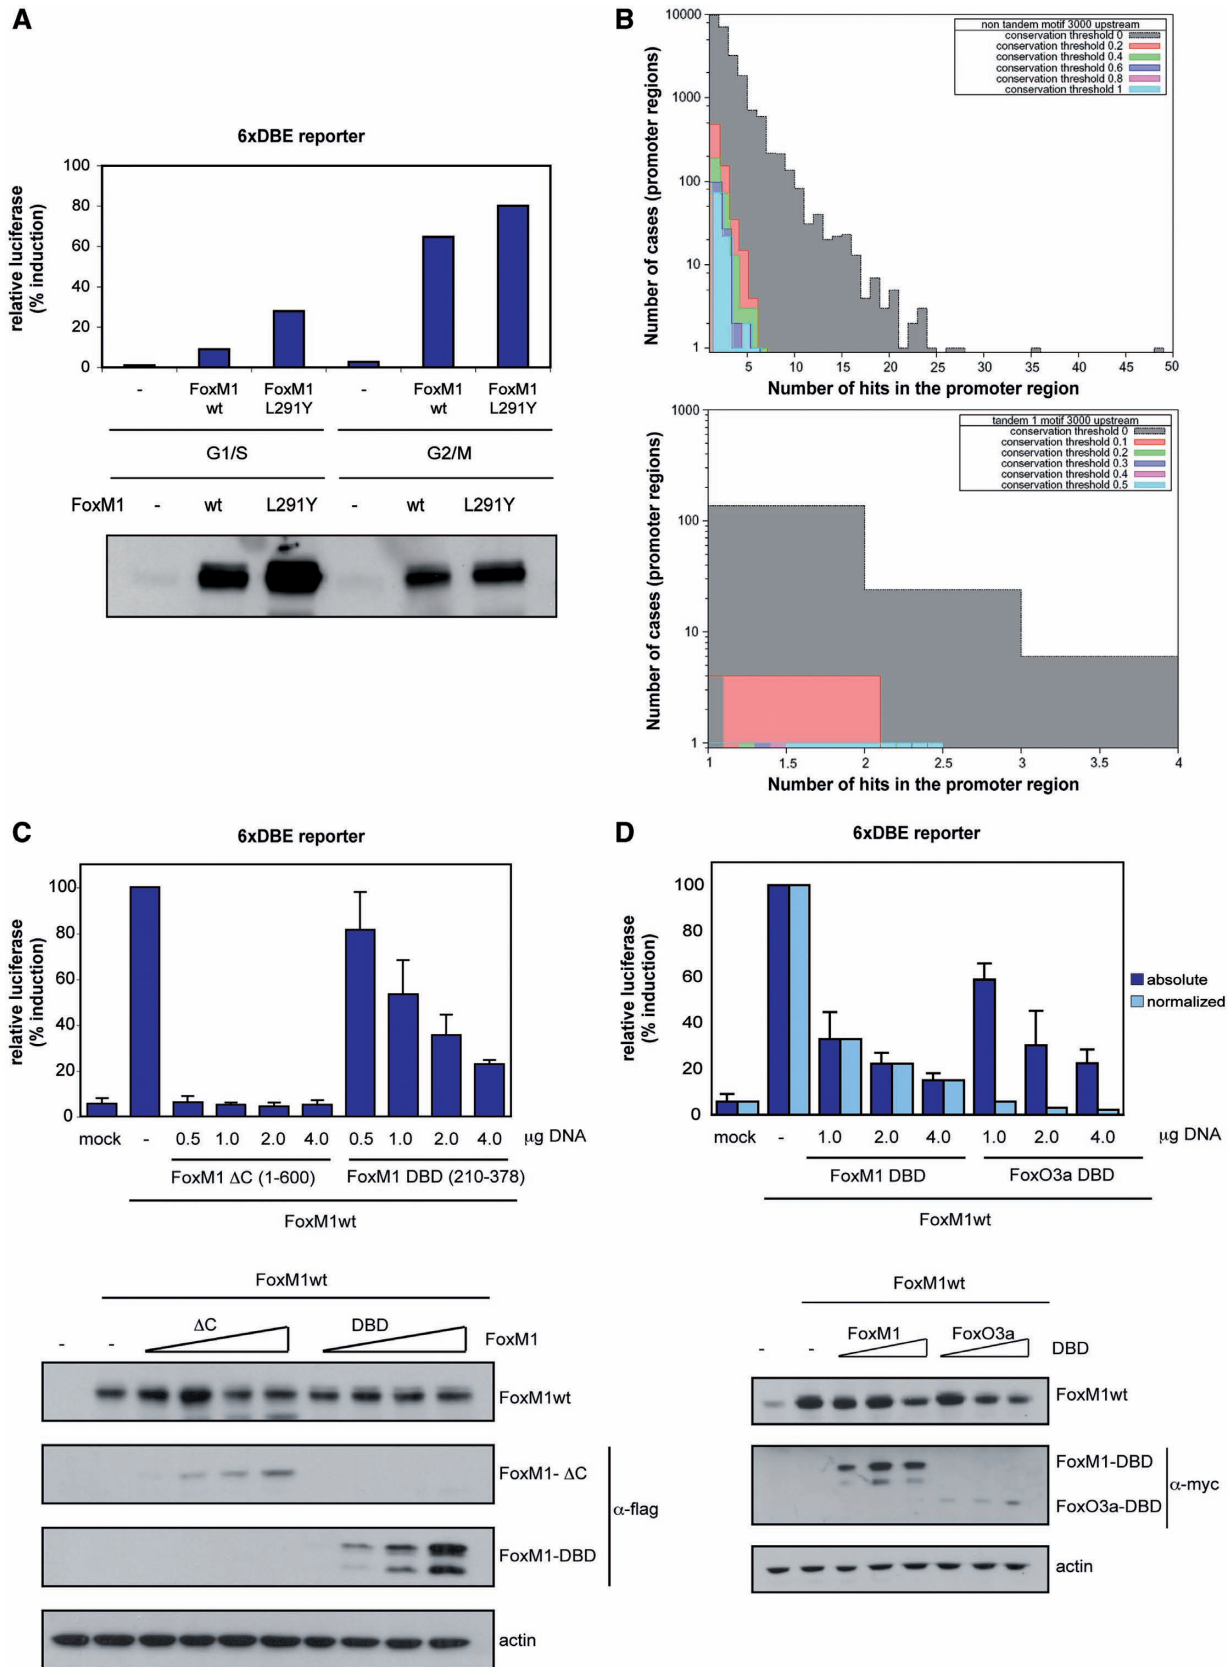 A
6xDBE reporter
relative luciferase
(% induction)
100
80
60
40
20
0
- FoxM1 wt FoxM1 L291Y - FoxM1 wt FoxM1 L291Y
G1/S G2/M
FoxM1 - wt L291Y - wt L291Y
B
Number of cases (promoter regions)
10000
1000
100
10
1
non tandem motif 3000 upstream
conservation threshold 0
conservation threshold 0.2
conservation threshold 0.4
conservation threshold 0.6
conservation threshold 0.8
conservation threshold 1
5 10 15 20 25 30 35 40 45 50
Number of hits in the promoter region
Number of cases (promoter regions)
1000
100
10
1
tandem 1 motif 3000 upstream
conservation threshold 0
conservation threshold 0.1
conservation threshold 0.2
conservation threshold 0.3
conservation threshold 0.4
conservation threshold 0.5
1 1.5 2 2.5 3 3.5 4
Number of hits in the promoter region
C
6xDBE reporter
relative luciferase
(% induction)
100
80
60
40
20
0
mock - 0.5 1.0 2.0 4.0 0.5 1.0 2.0 4.0 μg DNA
FoxM1 ΔC (1-600) FoxM1 DBD (210-378)
FoxM1wt
FoxM1wt
- - ΔC DBD FoxM1
FoxM1wt
FoxM1- ΔC
FoxM1-DBD
α-flag
actin
D
6xDBE reporter
relative luciferase
(% induction)
100
80
60
40
20
0
absolute
normalized
mock - 1.0 2.0 4.0 1.0 2.0 4.0 μg DNA
FoxM1 DBD FoxO3a DBD
FoxM1wt
FoxM1wt
- - FoxM1 FoxO3a DBD
FoxM1wt
FoxM1-DBD
FoxO3a-DBD
α-myc
actin